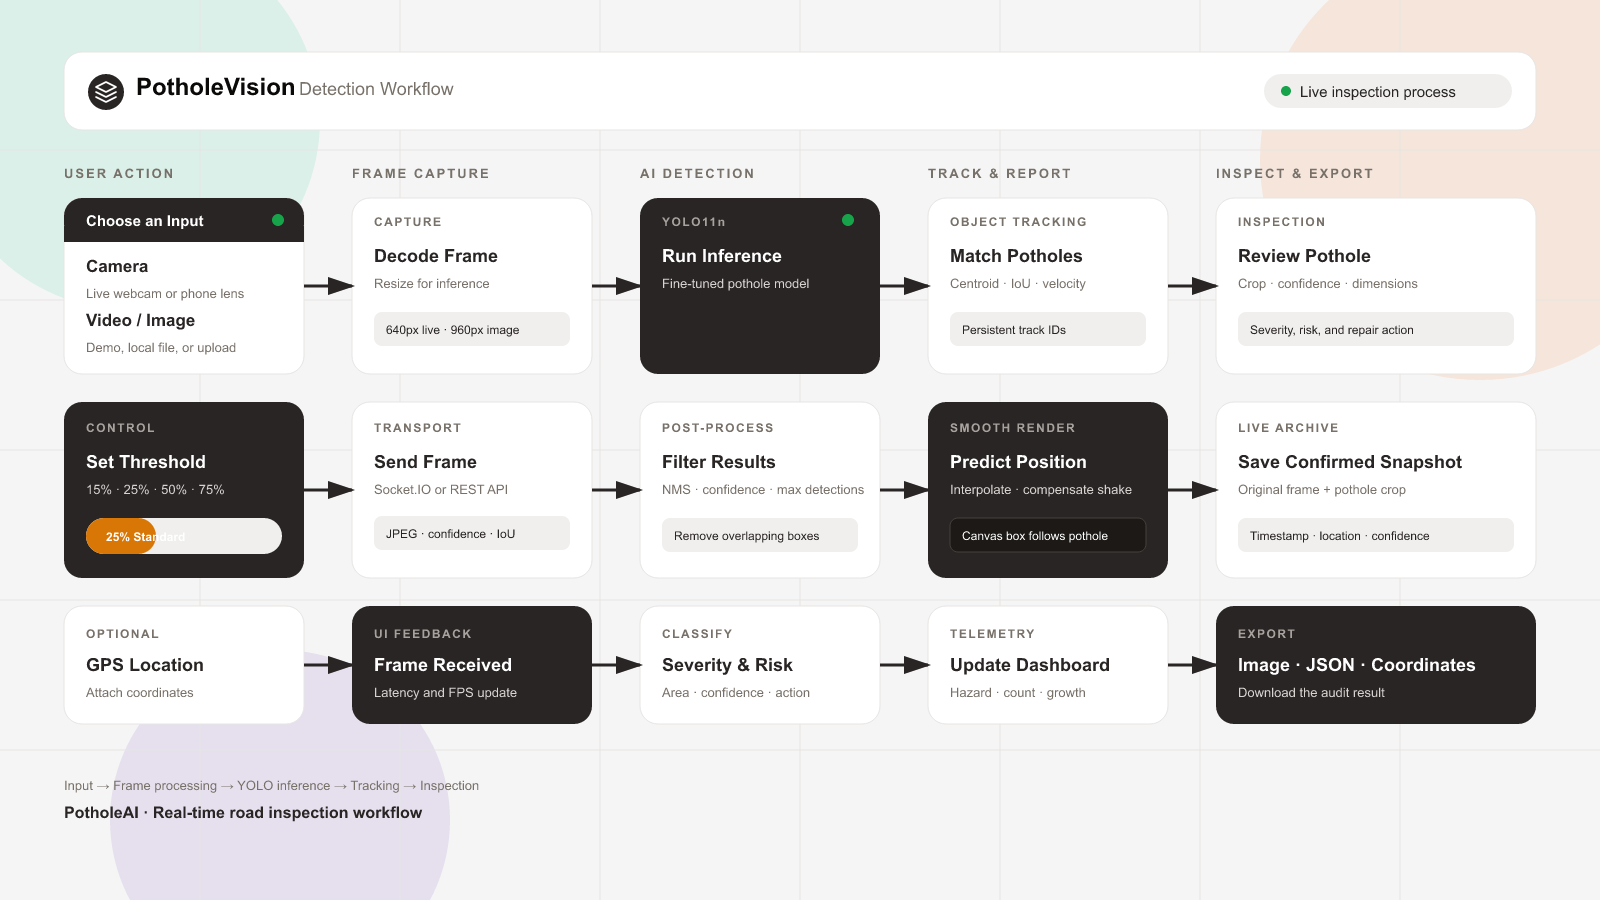 PotholeVision Detection Workflow
Live inspection process
USER ACTION
FRAME CAPTURE
AI DETECTION
TRACK & REPORT
INSPECT & EXPORT
Choose an Input
Camera
Live webcam or phone lens
Video / Image
Demo, local file, or upload
CAPTURE
Decode Frame
Resize for inference
640px live · 960px image
YOLO11n
Run Inference
Fine-tuned pothole model
OBJECT TRACKING
Match Potholes
Centroid · IoU · velocity
Persistent track IDs
INSPECTION
Review Pothole
Crop · confidence · dimensions
Severity, risk, and repair action
CONTROL
Set Threshold
15% · 25% · 50% · 75%
25% Standard
TRANSPORT
Send Frame
Socket.IO or REST API
JPEG · confidence · IoU
POST-PROCESS
Filter Results
NMS · confidence · max detections
Remove overlapping boxes
SMOOTH RENDER
Predict Position
Interpolate · compensate shake
Canvas box follows pothole
LIVE ARCHIVE
Save Confirmed Snapshot
Original frame + pothole crop
Timestamp · location · confidence
OPTIONAL
GPS Location
Attach coordinates
UI FEEDBACK
Frame Received
Latency and FPS update
CLASSIFY
Severity & Risk
Area · confidence · action
TELEMETRY
Update Dashboard
Hazard · count · growth
EXPORT
Image · JSON · Coordinates
Download the audit result
Input → Frame processing → YOLO inference → Tracking → Inspection
PotholeAI · Real-time road inspection workflow